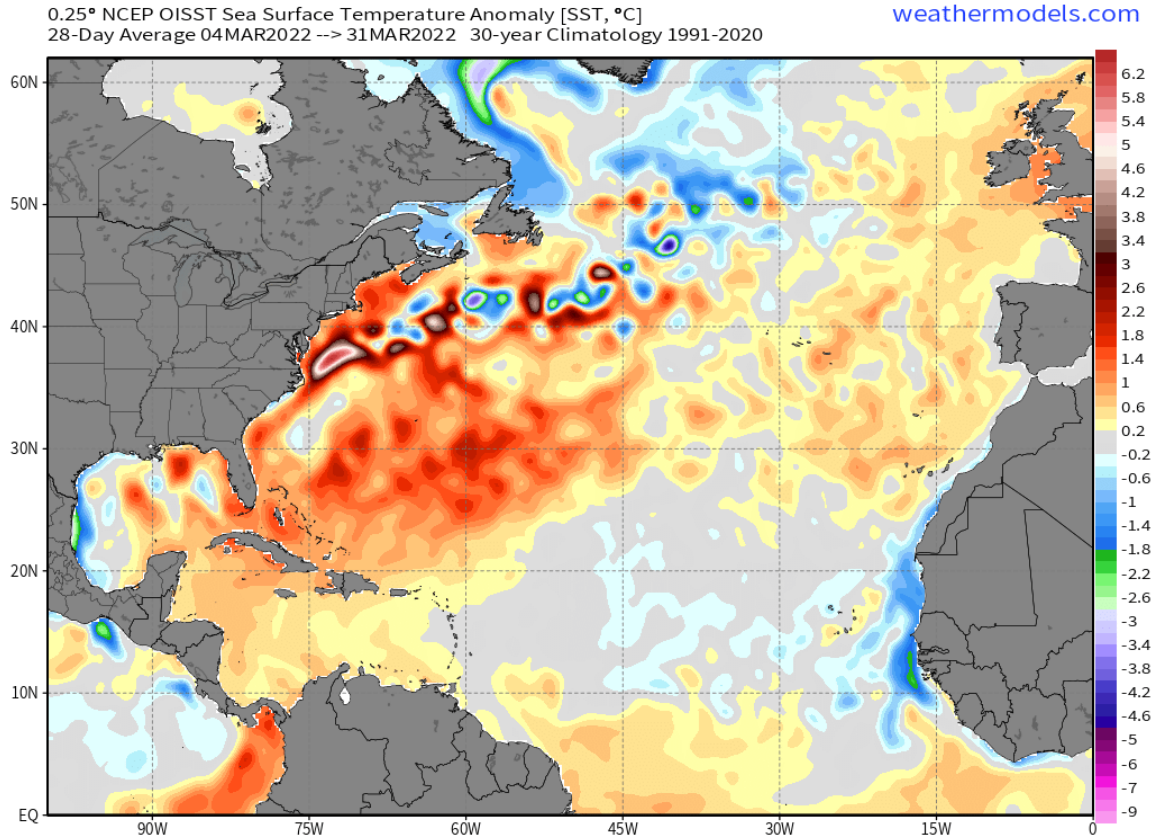 0.25° NCEP OISST Sea Surface Temperature Anomaly [SST, °C]
weathermodels.com
28-Day Average 04MAR2022 --> 31MAR2022 30-year Climatology 1991-2020
60N
50N
40N
30N
20N
10N
EQ
90W
75W
60W
45W
30W
15W
0
6.2
5.8
5.4
5
4.6
4.2
3.8
3.4
3
2.6
2.2
1.8
1.4
1
0.6
0.2
-0.2
-0.6
-1
-1.4
-1.8
-2.2
-2.6
-3
-3.4
-3.8
-4.2
-4.6
-5
-6
-7
-9